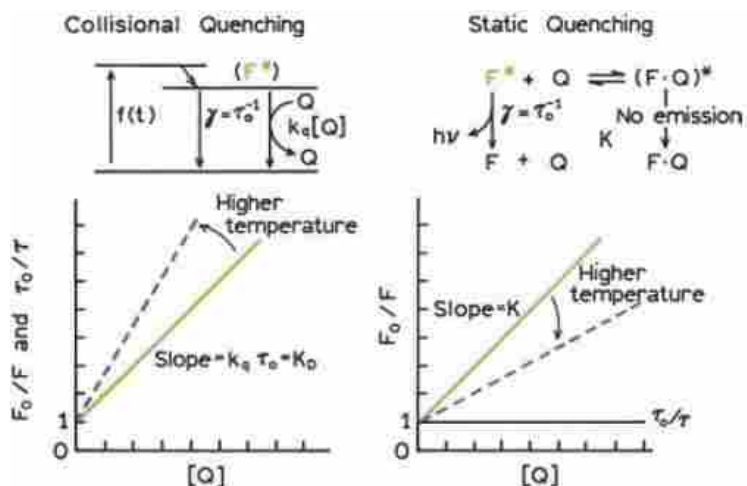 Collisional Quenching
(F*)
f(t)
γ = τ₀⁻¹
Q
kq[Q]
Q
Higher temperature
F₀/F and τ₀/τ
Slope = kq τ₀ = K_D
1
0
[Q]
Static Quenching
F* + Q ⇌ (F·Q)*
γ = τ₀⁻¹
No emission
hν
K
F + Q
F·Q
Higher temperature
F₀/F
Slope = K
τ₀/τ
1
0
[Q]